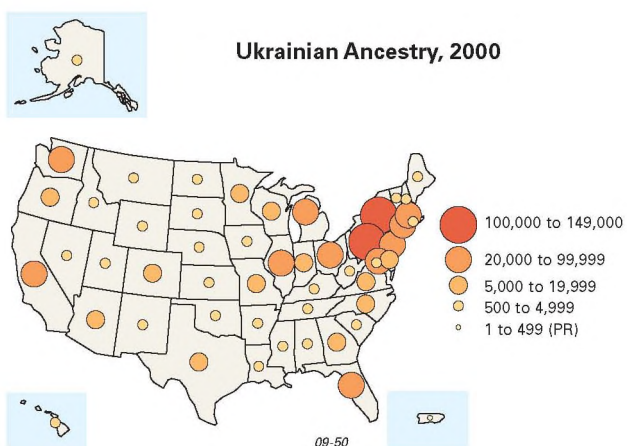 Ukrainian Ancestry, 2000
100,000 to 149,000
20,000 to 99,999
5,000 to 19,999
500 to 4,999
1 to 499 (PR)
09-50